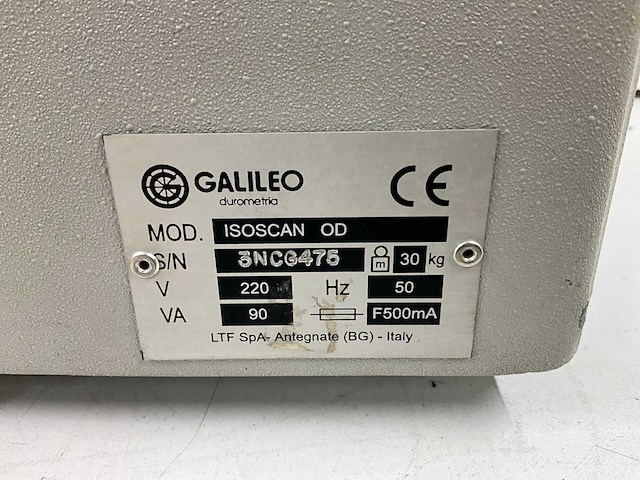 GALILEO CE
durometria
MOD. ISOSCAN OD
S/N 3NCG475 m 30 kg
V 220 Hz 50
VA 90 F500mA
LTF SpA- Antegnate (BG) - Italy